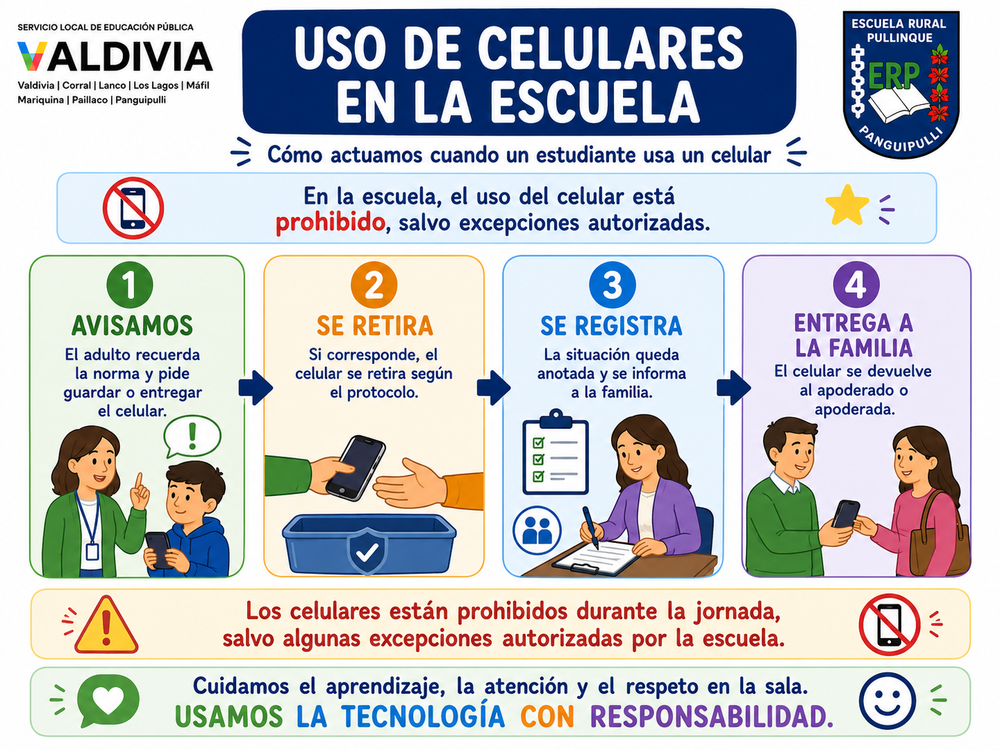 SERVICIO LOCAL DE EDUCACIÓN PÚBLICA
VALDIVIA
Valdivia | Corral | Lanco | Los Lagos | Máfil
Mariquina | Paillaco | Panguipulli
USO DE CELULARES
EN LA ESCUELA
ESCUELA RURAL
PULLINQUE
ERP
PANGUIPULLI
Cómo actuamos cuando un estudiante usa un celular
En la escuela, el uso del celular está
prohibido, salvo excepciones autorizadas.
1
AVISAMOS
El adulto recuerda
la norma y pide
guardar o entregar
el celular.
!
2
SE RETIRA
Si corresponde, el
celular se retira según
el protocolo.
3
SE REGISTRA
La situación queda
anotada y se informa
a la familia.
4
ENTREGA A
LA FAMILIA
El celular se devuelve
al apoderado o
apoderada.
Los celulares están prohibidos durante la jornada,
salvo algunas excepciones autorizadas por la escuela.
Cuidamos el aprendizaje, la atención y el respeto en la sala.
USAMOS LA TECNOLOGÍA CON RESPONSABILIDAD.